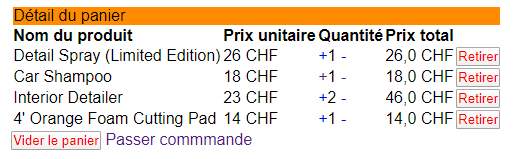 Détail du panier
Nom du produit Prix unitaire Quantité Prix total
Detail Spray (Limited Edition) 26 CHF +1 - 26,0 CHF Retirer
Car Shampoo 18 CHF +1 - 18,0 CHF Retirer
Interior Detailer 23 CHF +2 - 46,0 CHF Retirer
4' Orange Foam Cutting Pad 14 CHF +1 - 14,0 CHF Retirer
Vider le panier Passer commmande